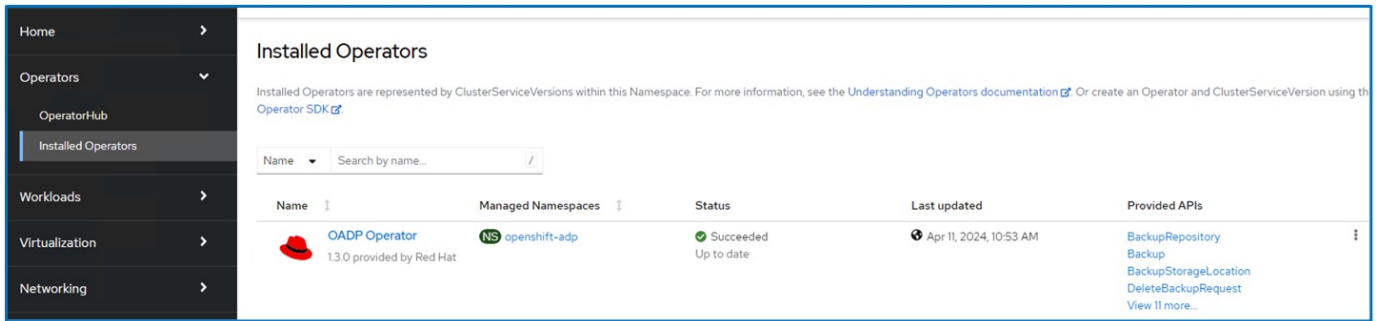 Home
Operators
OperatorHub
Installed Operators
Workloads
Virtualization
Networking
Installed Operators
Installed Operators are represented by ClusterServiceVersions within this Namespace. For more information, see the Understanding Operators documentation. Or create an Operator and ClusterServiceVersion using th
Operator SDK.
Name Search by name... /
Name Managed Namespaces Status Last updated Provided APIs
OADP Operator NS openshift-adp Succeeded Apr 11, 2024, 10:53 AM BackupRepository
1.3.0 provided by Red Hat Up to date Backup
BackupStorageLocation
DeleteBackupRequest
View 11 more...